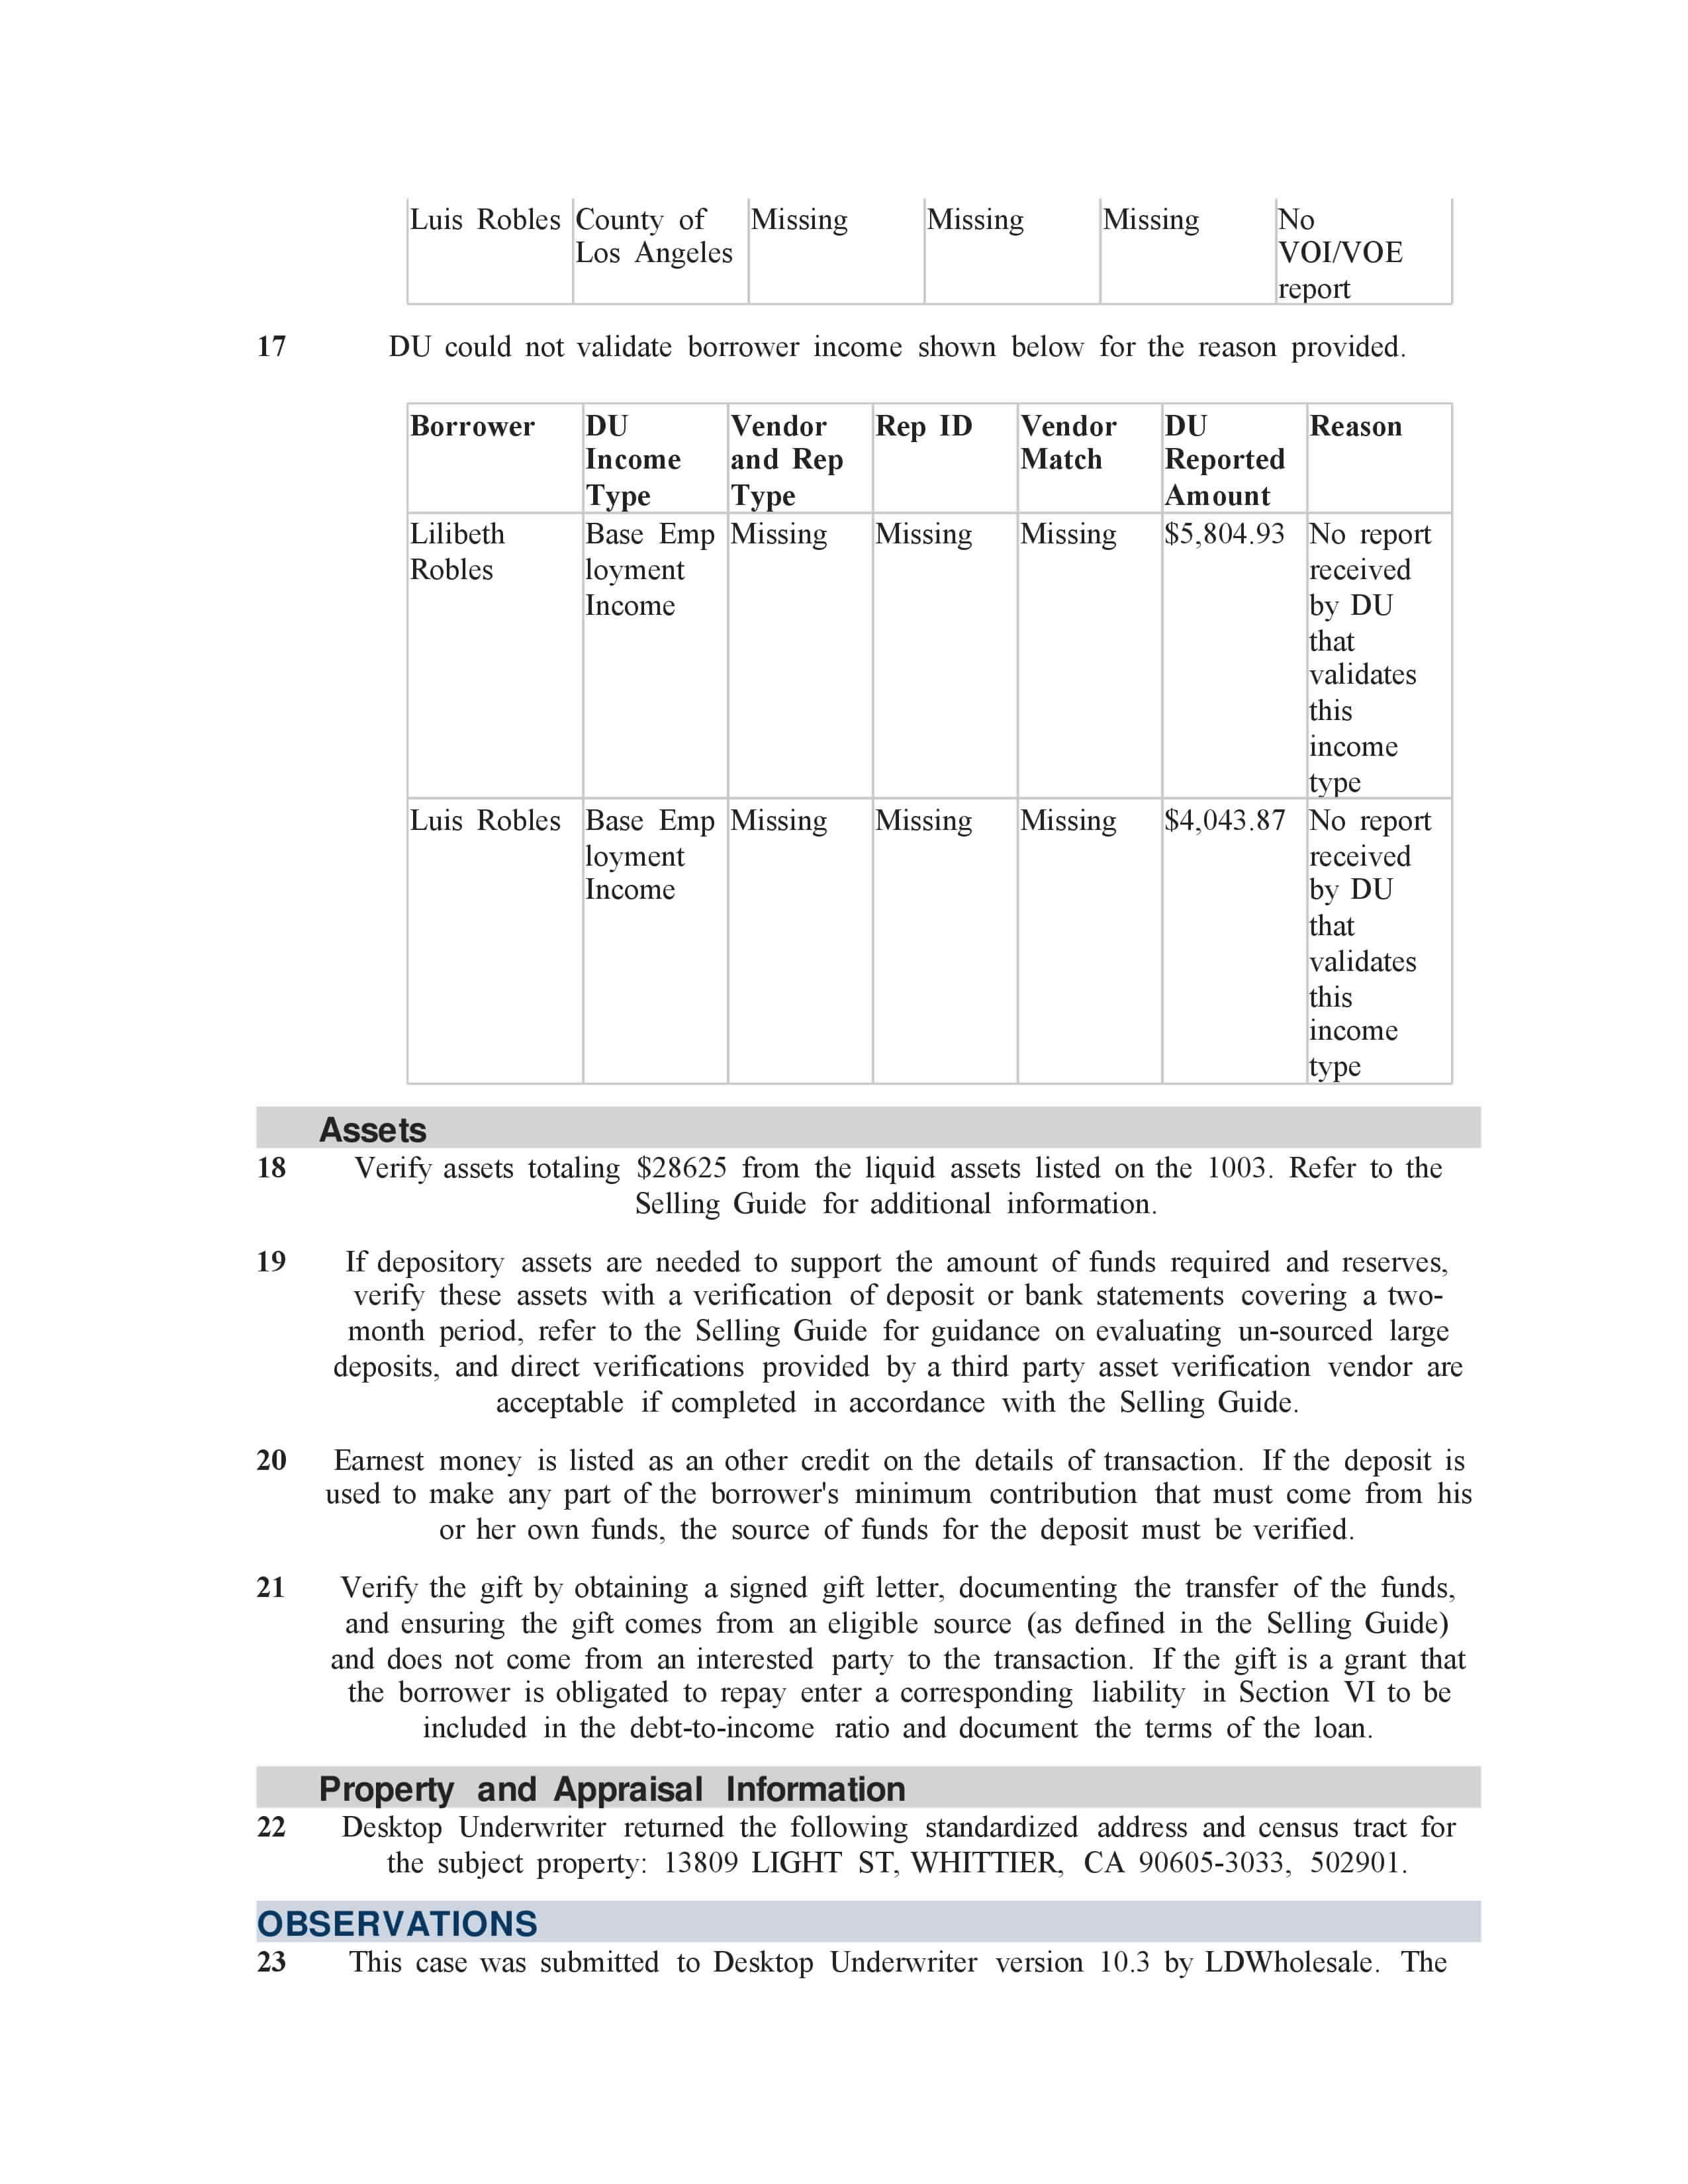 Luis Robles County of Missing Missing Missing No
Los Angeles VOI/VOE
report
17 DU could not validate borrower income shown below for the reason provided.
Borrower DU Vendor Rep ID Vendor DU Reason
Income and Rep Match Reported
Type Type Amount
Lilibeth Base Emp Missing Missing Missing $5,804.93 No report
Robles loyment received
Income by DU
that
validates
this
income
type
Luis Robles Base Emp Missing Missing Missing $4,043.87 No report
loyment received
Income by DU
that
validates
this
income
type
Assets
18 Verify assets totaling $28625 from the liquid assets listed on the 1003. Refer to the
Selling Guide for additional information.
19 If depository assets are needed to support the amount of funds required and reserves,
verify these assets with a verification of deposit or bank statements covering a two-
month period, refer to the Selling Guide for guidance on evaluating un-sourced large
deposits, and direct verifications provided by a third party asset verification vendor are
acceptable if completed in accordance with the Selling Guide.
20 Earnest money is listed as an other credit on the details of transaction. If the deposit is
used to make any part of the borrower's minimum contribution that must come from his
or her own funds, the source of funds for the deposit must be verified.
21 Verify the gift by obtaining a signed gift letter, documenting the transfer of the funds,
and ensuring the gift comes from an eligible source (as defined in the Selling Guide)
and does not come from an interested party to the transaction. If the gift is a grant that
the borrower is obligated to repay enter a corresponding liability in Section VI to be
included in the debt-to-income ratio and document the terms of the loan.
Property and Appraisal Information
22 Desktop Underwriter returned the following standardized address and census tract for
the subject property: 13809 LIGHT ST, WHITTIER, CA 90605-3033, 502901.
OBSERVATIONS
23 This case was submitted to Desktop Underwriter version 10.3 by LDWholesale. The